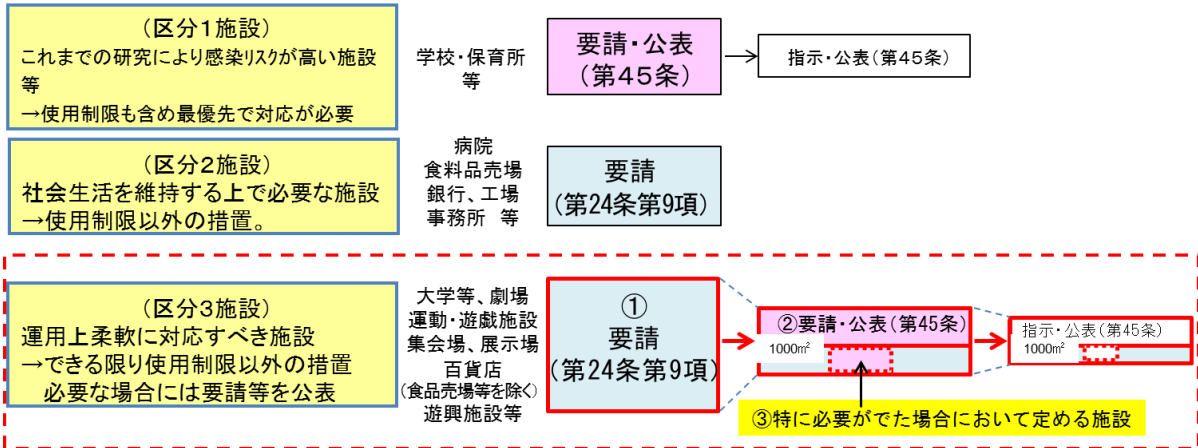 (区分1施設)
これまでの研究により感染リスクが高い施設
等
→使用制限も含め最優先で対応が必要
学校・保育所
等
要請・公表
(第45条)
指示・公表(第45条)
(区分2施設)
社会生活を維持する上で必要な施設
→使用制限以外の措置。
病院
食料品売場
銀行、工場
事務所 等
要請
(第24条第9項)
(区分3施設)
運用上柔軟に対応すべき施設
→できる限り使用制限以外の措置
必要な場合には要請等を公表
大学等、劇場
運動・遊戯施設
集会場、展示場
百貨店
(食品売場等を除く)
遊興施設等
①
要請
(第24条第9項)
②要請・公表(第45条)
1000㎡
指示・公表(第45条)
1000㎡
③特に必要がでた場合において定める施設